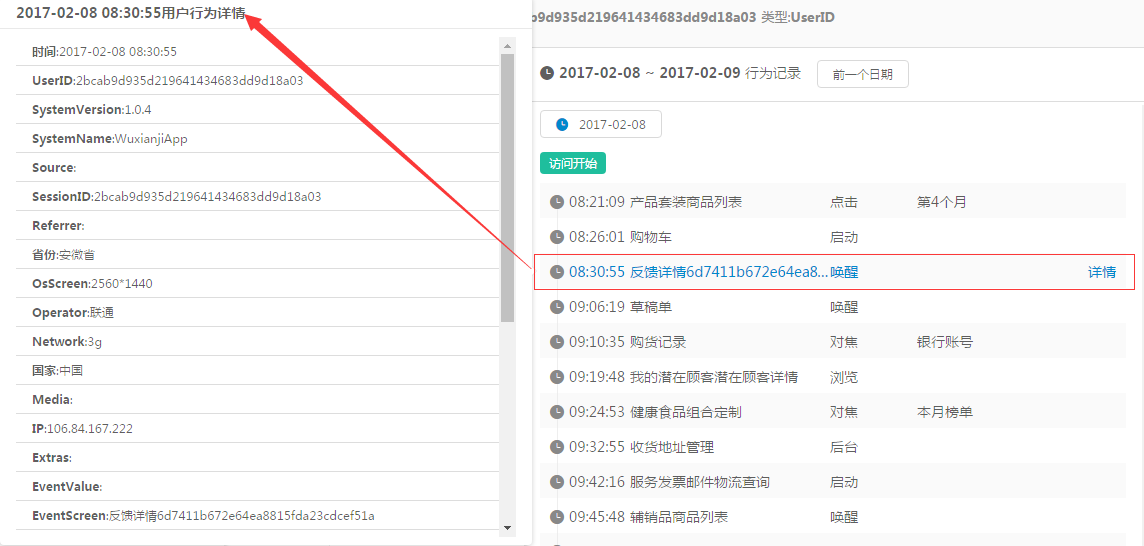 2017-02-08 08:30:55用户行为详情
时间:2017-02-08 08:30:55
UserID:2bcab9d935d219641434683dd9d18a03
SystemVersion:1.0.4
SystemName:WuxianjiApp
Source:
SessionID:2bcab9d935d219641434683dd9d18a03
Referrer:
省份:安徽省
OsScreen:2560*1440
Operator:联通
Network:3g
国家:中国
Media:
IP:106.84.167.222
Extras:
EventValue:
EventScreen:反馈详情6d7411b672e64ea8815fda23cdcef51a
b9d935d219641434683dd9d18a03 类型:UserID
2017-02-08 ~ 2017-02-09 行为记录 前一个日期
2017-02-08
访问开始
08:21:09 产品套装商品列表 点击 第4个月
08:26:01 购物车 启动
08:30:55 反馈详情6d7411b672e64ea8... 唤醒 详情
09:06:19 草稿单 唤醒
09:10:35 购货记录 对焦 银行账号
09:19:48 我的潜在顾客潜在顾客详情 浏览
09:24:53 健康食品组合定制 对焦 本月榜单
09:32:55 收货地址管理 后台
09:42:16 服务发票邮件物流查询 启动
09:45:48 辅销品商品列表 唤醒